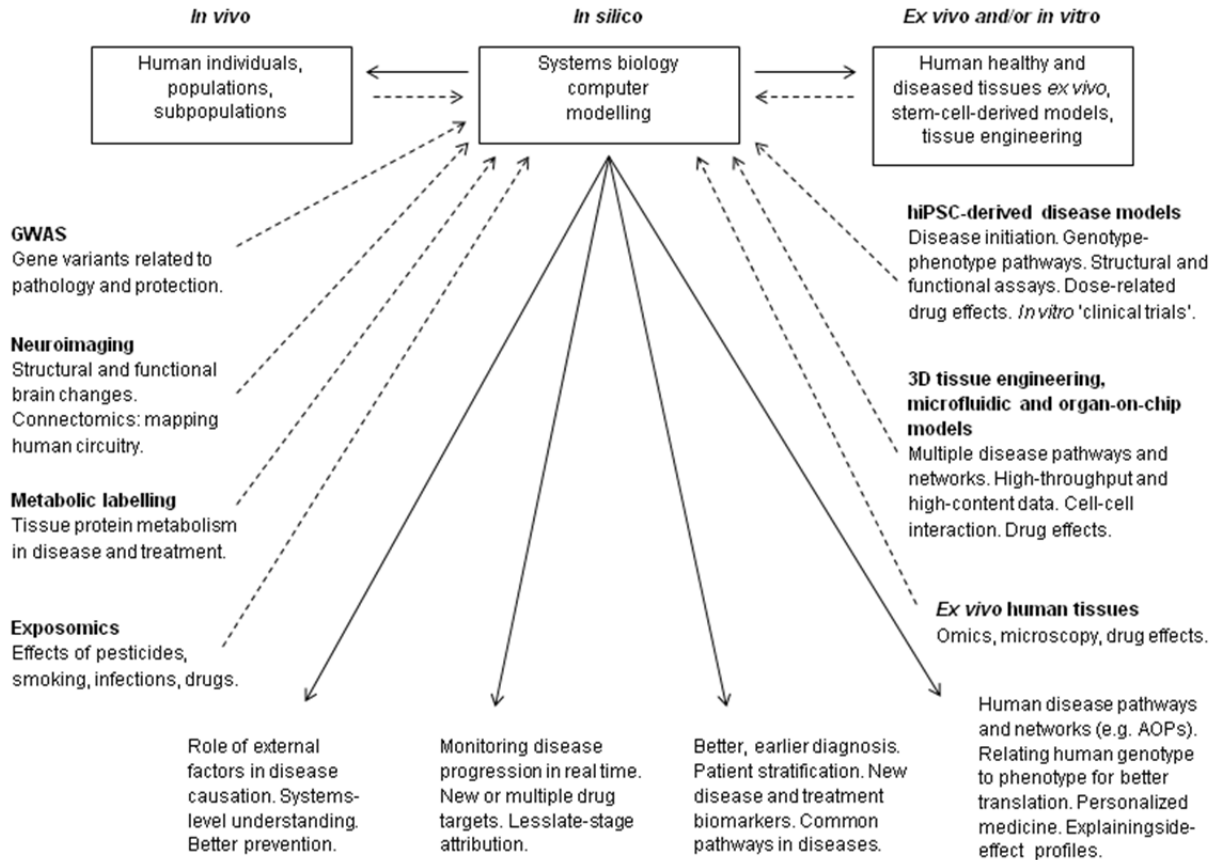 In vivo
In silico
Ex vivo and/or in vitro
Human individuals,
populations,
subpopulations
Systems biology
computer
modelling
Human healthy and
diseased tissues ex vivo,
stem-cell-derived models,
tissue engineering
GWAS
Gene variants related to
pathology and protection.
Neuroimaging
Structural and functional
brain changes.
Connectomics: mapping
human circuitry.
Metabolic labelling
Tissue protein metabolism
in disease and treatment.
Exposomics
Effects of pesticides,
smoking, infections, drugs.
hiPSC-derived disease models
Disease initiation. Genotype-
phenotype pathways. Structural and
functional assays. Dose-related
drug effects. In vitro 'clinical trials'.
3D tissue engineering,
microfluidic and organ-on-chip
models
Multiple disease pathways and
networks. High-throughput and
high-content data. Cell-cell
interaction. Drug effects.
Ex vivo human tissues
Omics, microscopy, drug effects.
Role of external
factors in disease
causation. Systems-
level understanding.
Better prevention.
Monitoring disease
progression in real time.
New or multiple drug
targets. Lesslate-stage
attribution.
Better, earlier diagnosis.
Patient stratification. New
disease and treatment
biomarkers. Common
pathways in diseases.
Human disease pathways
and networks (e.g. AOPs).
Relating human genotype
to phenotype for better
translation. Personalized
medicine. Explainingside-
effect profiles.